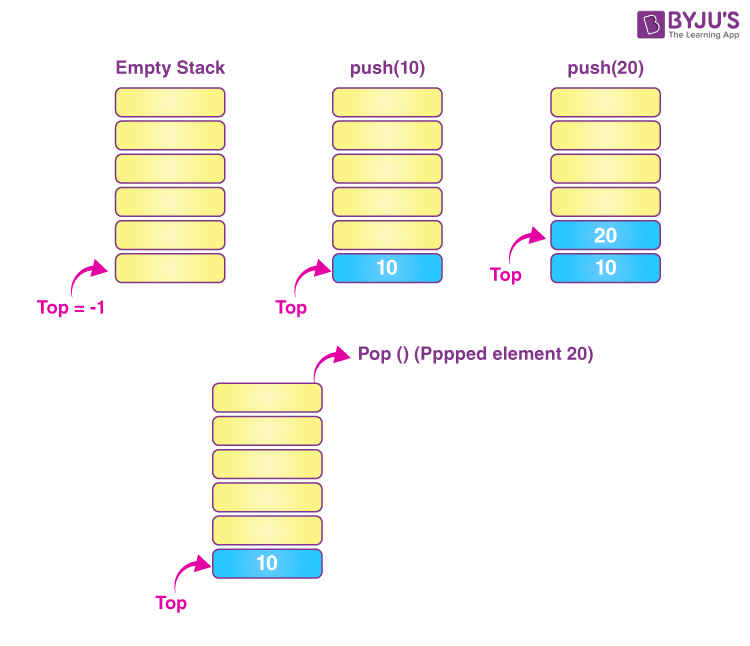 BYJU'S
The Learning App
Empty Stack
push(10)
push(20)
20
10
10
Top = -1
Top
Top
Pop () (Pppped element 20)
10
Top